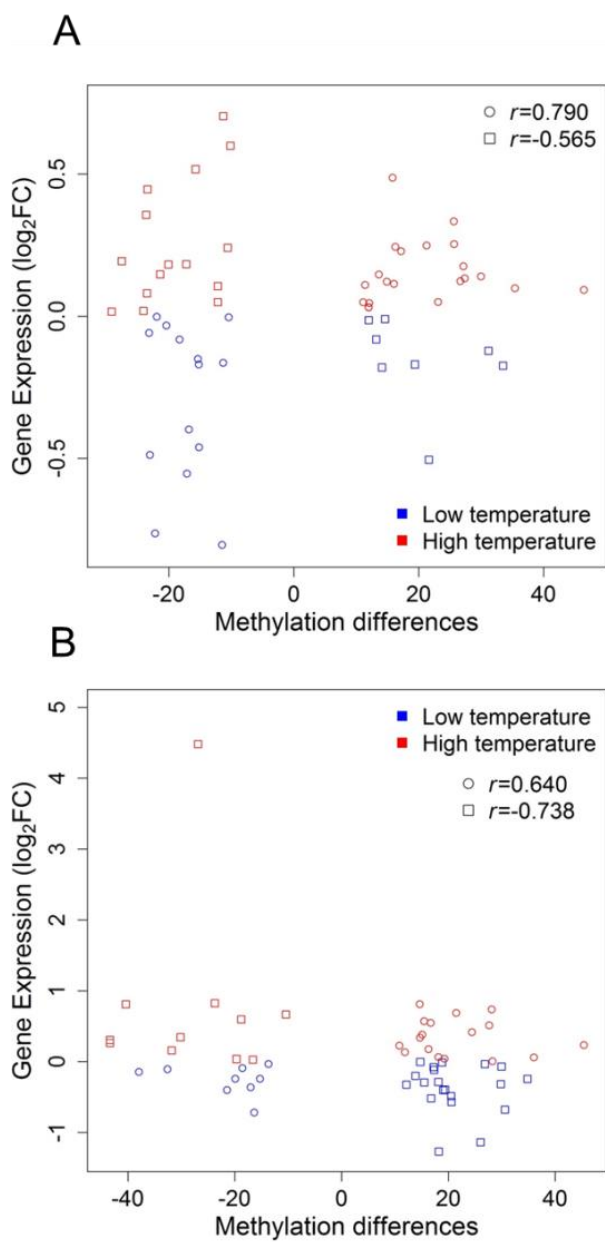 A
r=0.790
r=-0.565
Gene Expression (log₂FC)
0.5
0.0
-0.5
Low temperature
High temperature
-20 0 20 40
Methylation differences
B
Low temperature
High temperature
r=0.640
r=-0.738
Gene Expression (log₂FC)
5
4
3
2
1
0
-1
-40 -20 0 20 40
Methylation differences